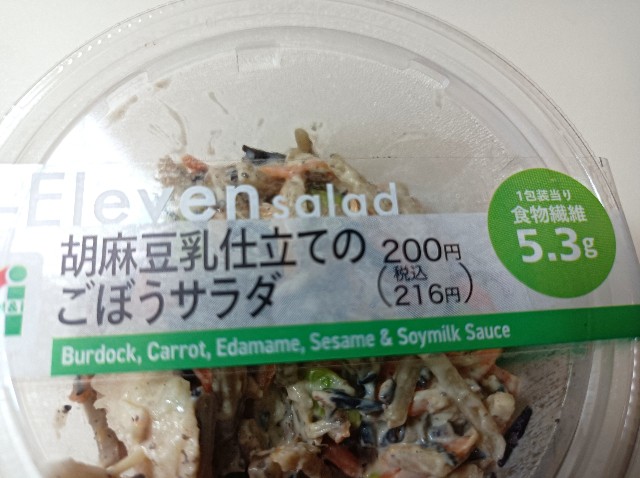 -Eleven salad
1包装当り
食物繊維
5.3g
胡麻豆乳仕立ての
ごぼうサラダ
200円
(税込
216円)
Burdock, Carrot, Edamame, Sesame & Soymilk Sauce